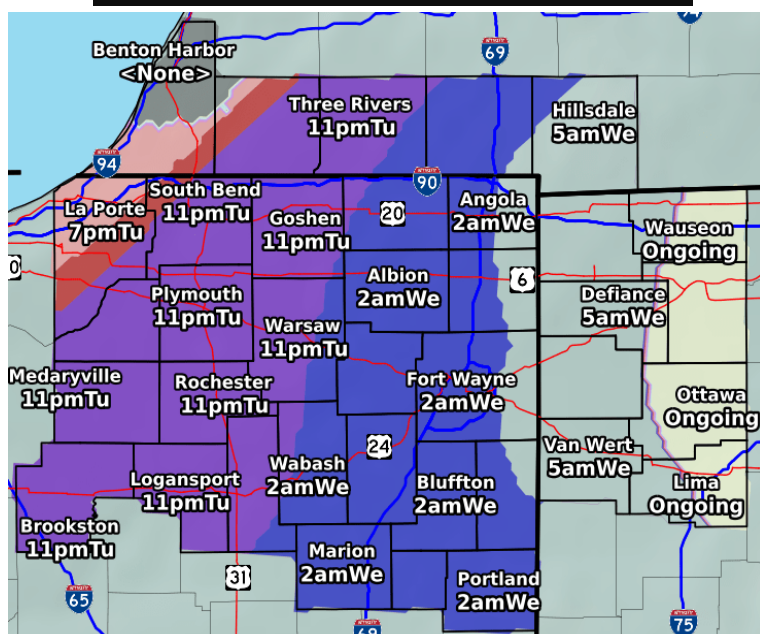 69
Benton Harbor
<None>
Three Rivers
11pmTu
Hillsdale
5amWe
94
90
La Porte
7pmTu
South Bend
11pmTu
Goshen
11pmTu
20
Angola
2amWe
Wauseon
Ongoing
Albion
2amWe
6
Plymouth
11pmTu
Defiance
5amWe
Warsaw
11pmTu
Medaryville
11pmTu
Rochester
11pmTu
Fort Wayne
2amWe
Ottawa
Ongoing
24
Van Wert
5amWe
Wabash
2amWe
Logansport
11pmTu
Bluffton
2amWe
Lima
Ongoing
Brookston
11pmTu
Marion
2amWe
31
Portland
2amWe
65
69
75